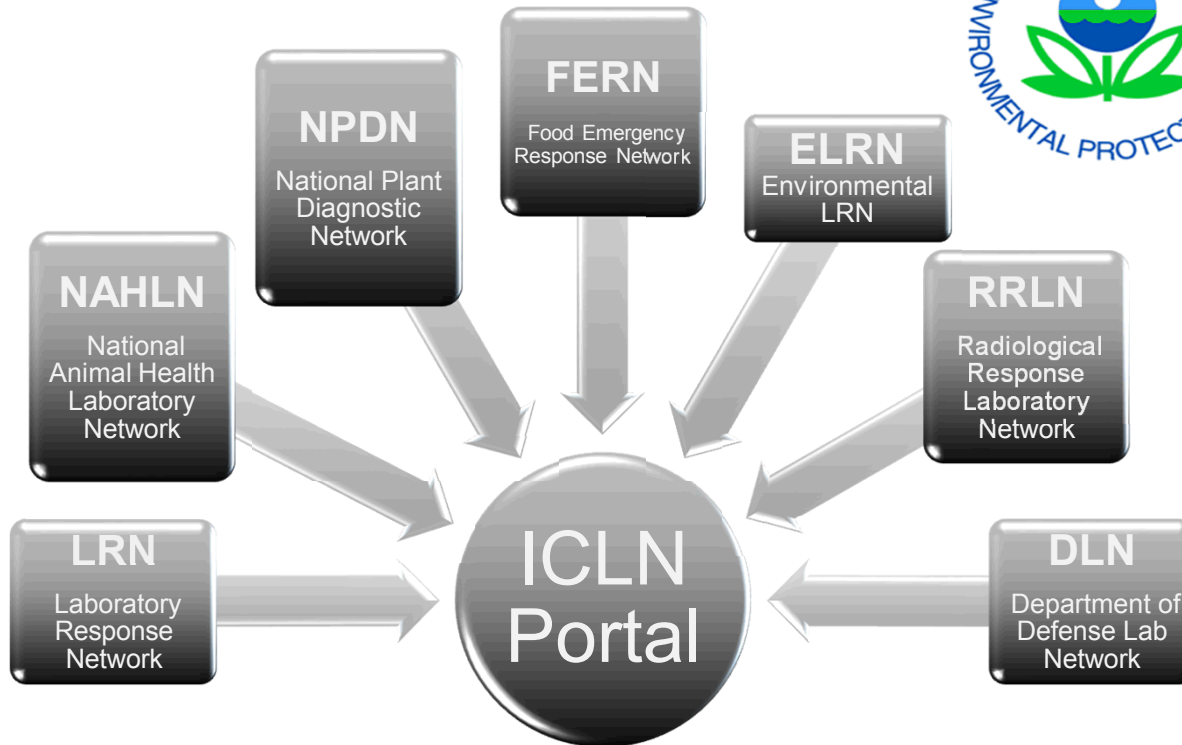 LRN
Laboratory
Response
Network
NAHLN
National
Animal Health
Laboratory
Network
NPDN
National Plant
Diagnostic
Network
FERN
Food Emergency
Response Network
ELRN
Environmental
LRN
RRLN
Radiological
Response
Laboratory
Network
DLN
Department of
Defense Lab
Network
ICLN
Portal
VIRONMENTAL PROTEC